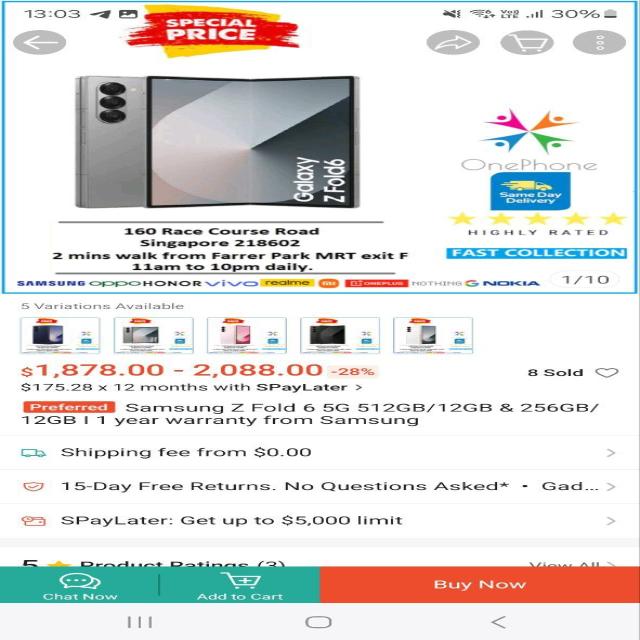 13:03 30%
SPECIAL
PRICE
Galaxy
Z Fold6
OnePhone
Same Day
Delivery
HIGHLY RATED
FAST COLLECTION
160 Race Course Road
Singapore 218602
2 mins walk from Farrer Park MRT exit F
11am to 10pm daily.
SAMSUNG oppo HONOR vivo realme mi ONEPLUS NOTHING G NOKIA 1/10
5 Variations Available
$1,878.00 - 2,088.00 -28% 8 Sold
$175.28 x 12 months with SPayLater >
Preferred Samsung Z Fold 6 5G 512GB/12GB & 256GB/
12GB I 1 year warranty from Samsung
Shipping fee from $0.00
15-Day Free Returns. No Questions Asked* • Gad...
SPayLater: Get up to $5,000 limit
5 Product Ratings (3) View All
Chat Now Add to Cart Buy Now